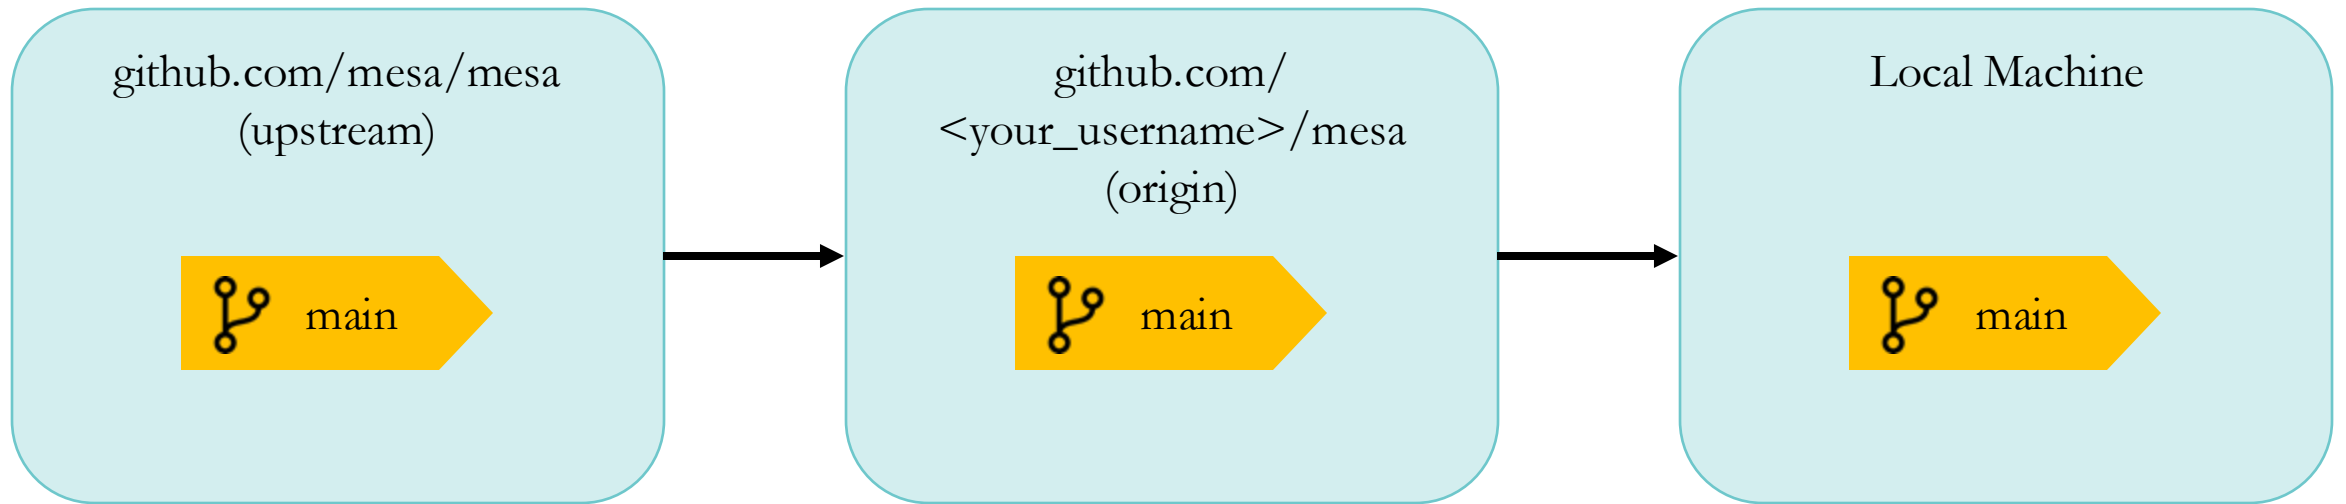 github.com/mesa/mesa
(upstream)
main
github.com/
<your_username>/mesa
(origin)
main
Local Machine
main